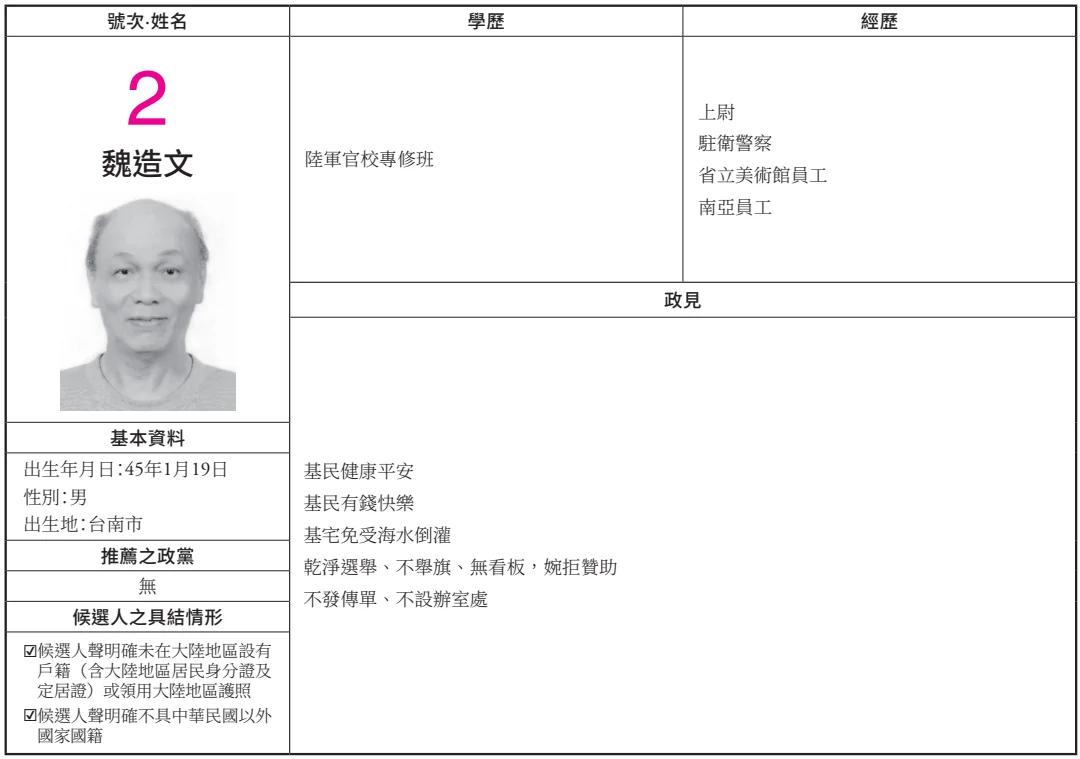 號次·姓名
學歷
經歷
2
魏造文
陸軍官校專修班
上尉
駐衛警察
省立美術館員工
南亞員工
基本資料
出生年月日:45年1月19日
性別:男
出生地:台南市
推薦之政黨
無
候選人之具結情形
☑候選人聲明確未在大陸地區設有
戶籍（含大陸地區居民身分證及
定居證）或領用大陸地區護照
☑候選人聲明確不具中華民國以外
國家國籍
政見
基民健康平安
基民有錢快樂
基宅免受海水倒灌
乾淨選舉、不舉旗、無看板，婉拒贊助
不發傳單、不設辦室處